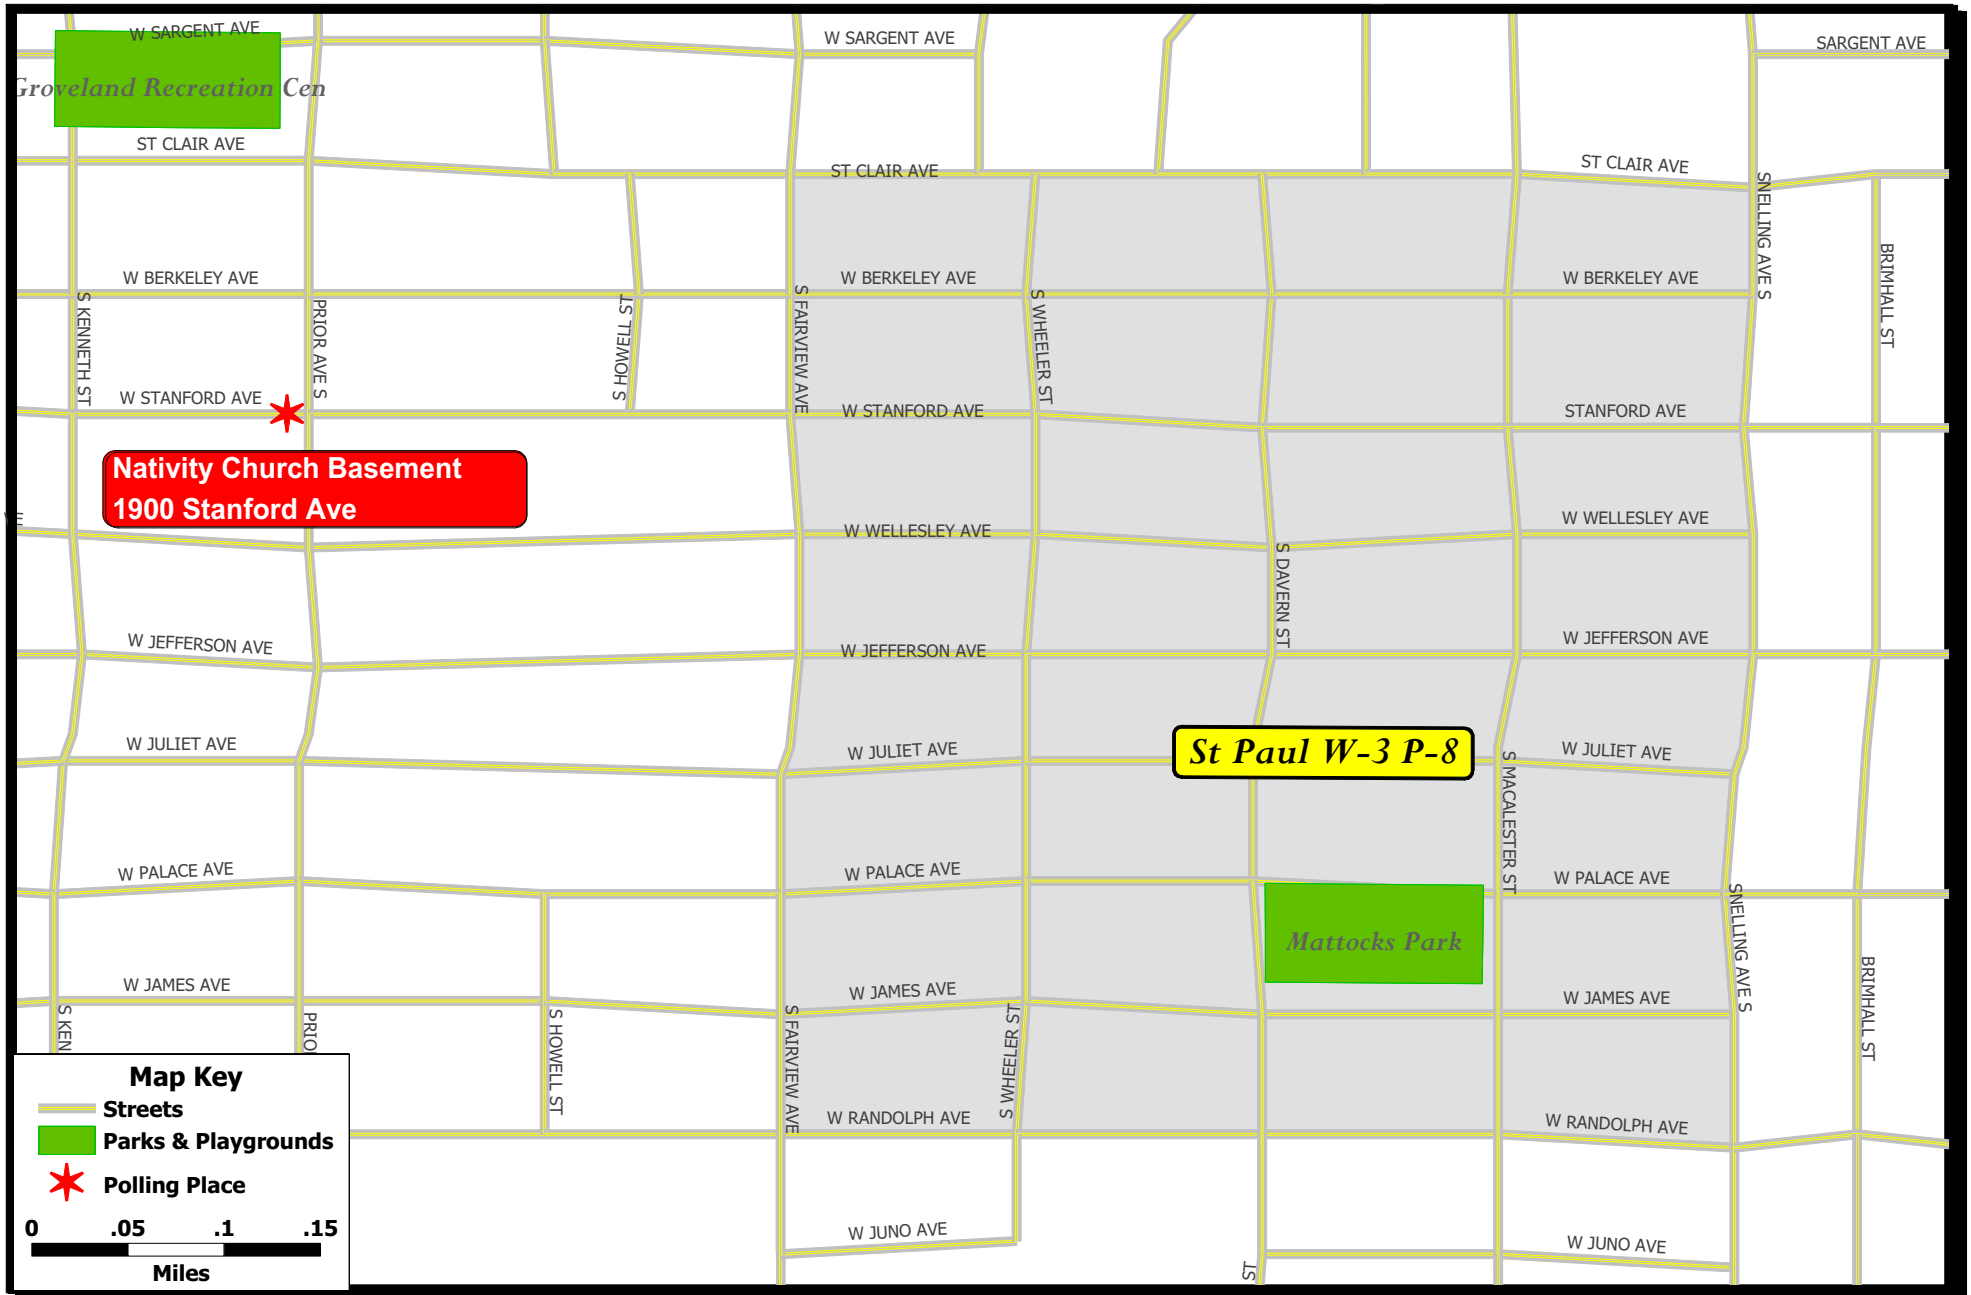 W SARGENT AVE
W SARGENT AVE
SARGENT AVE
Groveland Recreation Cen
ST CLAIR AVE
ST CLAIR AVE
ST CLAIR AVE
W BERKELEY AVE
W BERKELEY AVE
W BERKELEY AVE
SNELLING AVE S
BRIMHALL ST
S KENNETH ST
PRIOR AVE S
S HOWELL ST
S FAIRVIEW AVE
S WHEELER ST
W STANFORD AVE
W STANFORD AVE
STANFORD AVE
Nativity Church Basement
1900 Stanford Ave
W WELLESLEY AVE
W WELLESLEY AVE
S DAVERN ST
W JEFFERSON AVE
W JEFFERSON AVE
W JEFFERSON AVE
W JULIET AVE
W JULIET AVE
St Paul W-3 P-8
W JULIET AVE
S MACALESTER ST
W PALACE AVE
W PALACE AVE
W PALACE AVE
Mattocks Park
SNELLING AVE S
BRIMHALL ST
W JAMES AVE
W JAMES AVE
W JAMES AVE
S KEN
PRIO
S HOWELL ST
S FAIRVIEW AVE
S WHEELER ST
W RANDOLPH AVE
W RANDOLPH AVE
W JUNO AVE
W JUNO AVE
ST
Map Key
Streets
Parks & Playgrounds
Polling Place
0 .05 .1 .15
Miles